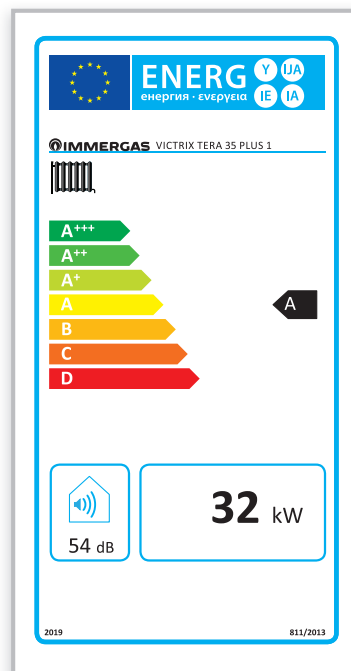 ENERG Y IJA
енергия · ενεργεια IE IA
IMMERGAS VICTRIX TERA 35 PLUS 1
A+++
A++
A+
A A
B
C
D
32 kW
54 dB
2019 811/2013